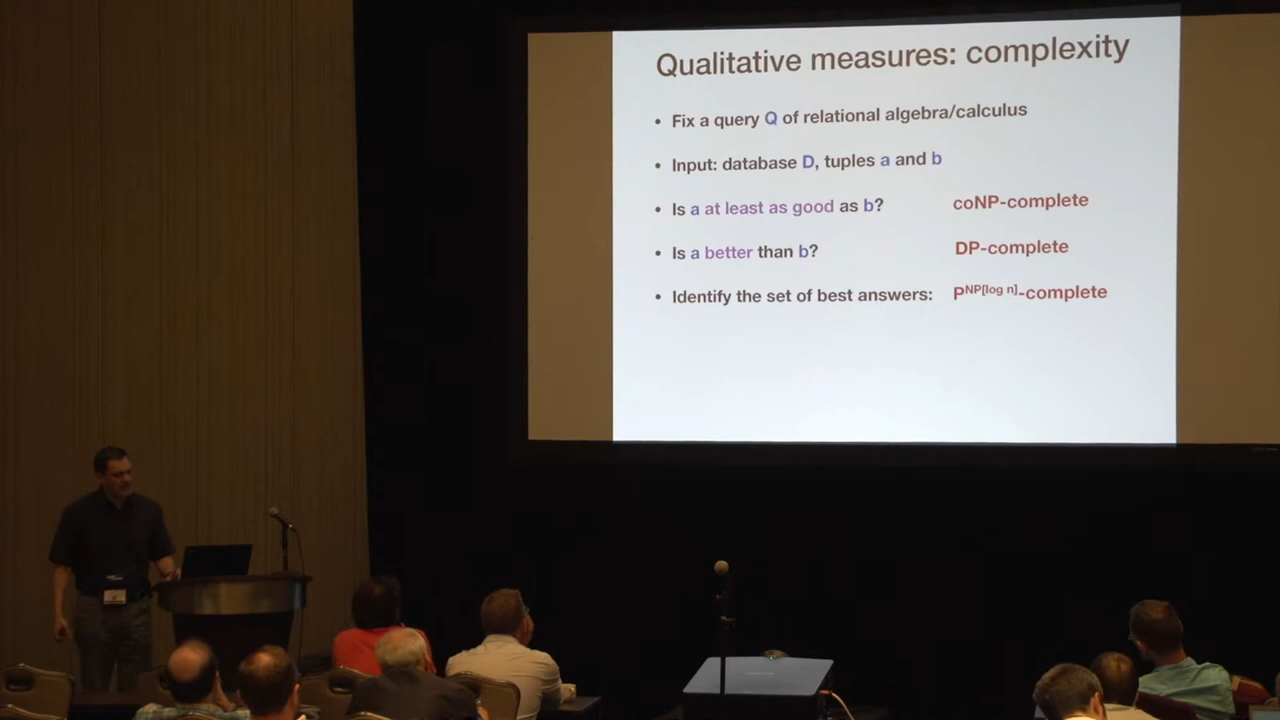 Qualitative measures: complexity
• Fix a query Q of relational algebra/calculus
• Input: database D, tuples a and b
• Is a at least as good as b? coNP-complete
• Is a better than b? DP-complete
• Identify the set of best answers: P^NP[log n]-complete